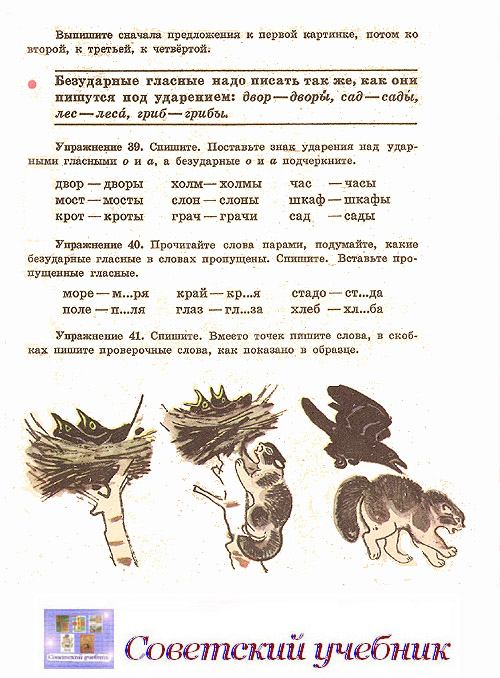 Выпишите сначала предложения к первой картинке, потом ко
второй, к третьей, к четвёртой.
Безударные гласные надо писать так же, как они
пишутся под ударением: двор — дворы́, сад — сады́,
лес — леса́, гриб — грибы́.
Упражнение 39. Спишите. Поставьте знак ударения над удар-
ными гласными о и а, а безударные о и а подчеркните.
двор — дворы холм — холмы час — часы
мост — мосты слон — слоны шкаф — шкафы
крот — кроты грач — грачи сад — сады
Упражнение 40. Прочитайте слова парами, подумайте, какие
безударные гласные в словах пропущены. Спишите. Вставьте про-
пущенные гласные.
море — м...ря край — кр...я стадо — ст...да
поле — п...ля глаз — гл...за хлеб — хл...ба
Упражнение 41. Спишите. Вместо точек пишите слова, в скоб-
ках пишите проверочные слова, как показано в образце.
Советский учебник
Советский учебник